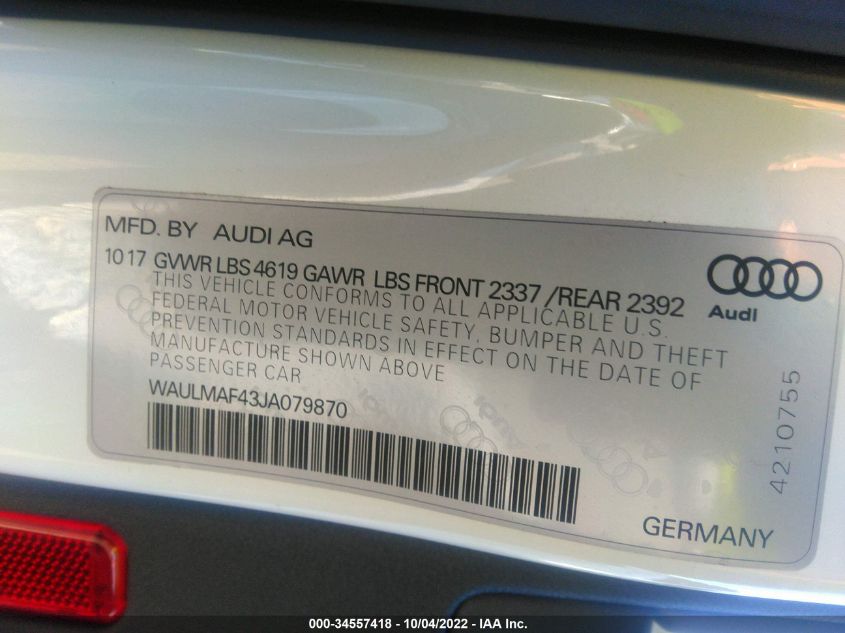 MFD. BY AUDI AG
1017 GVWR LBS 4619 GAWR LBS FRONT 2337 /REAR 2392
THIS VEHICLE CONFORMS TO ALL APPLICABLE U.S.
FEDERAL MOTOR VEHICLE SAFETY, BUMPER AND THEFT
PREVENTION STANDARDS IN EFFECT ON THE DATE OF
MANUFACTURE SHOWN ABOVE
PASSENGER CAR
WAULMAF43JA079870
Audi
4210755
GERMANY
000-34557418 - 10/04/2022 - IAA Inc.